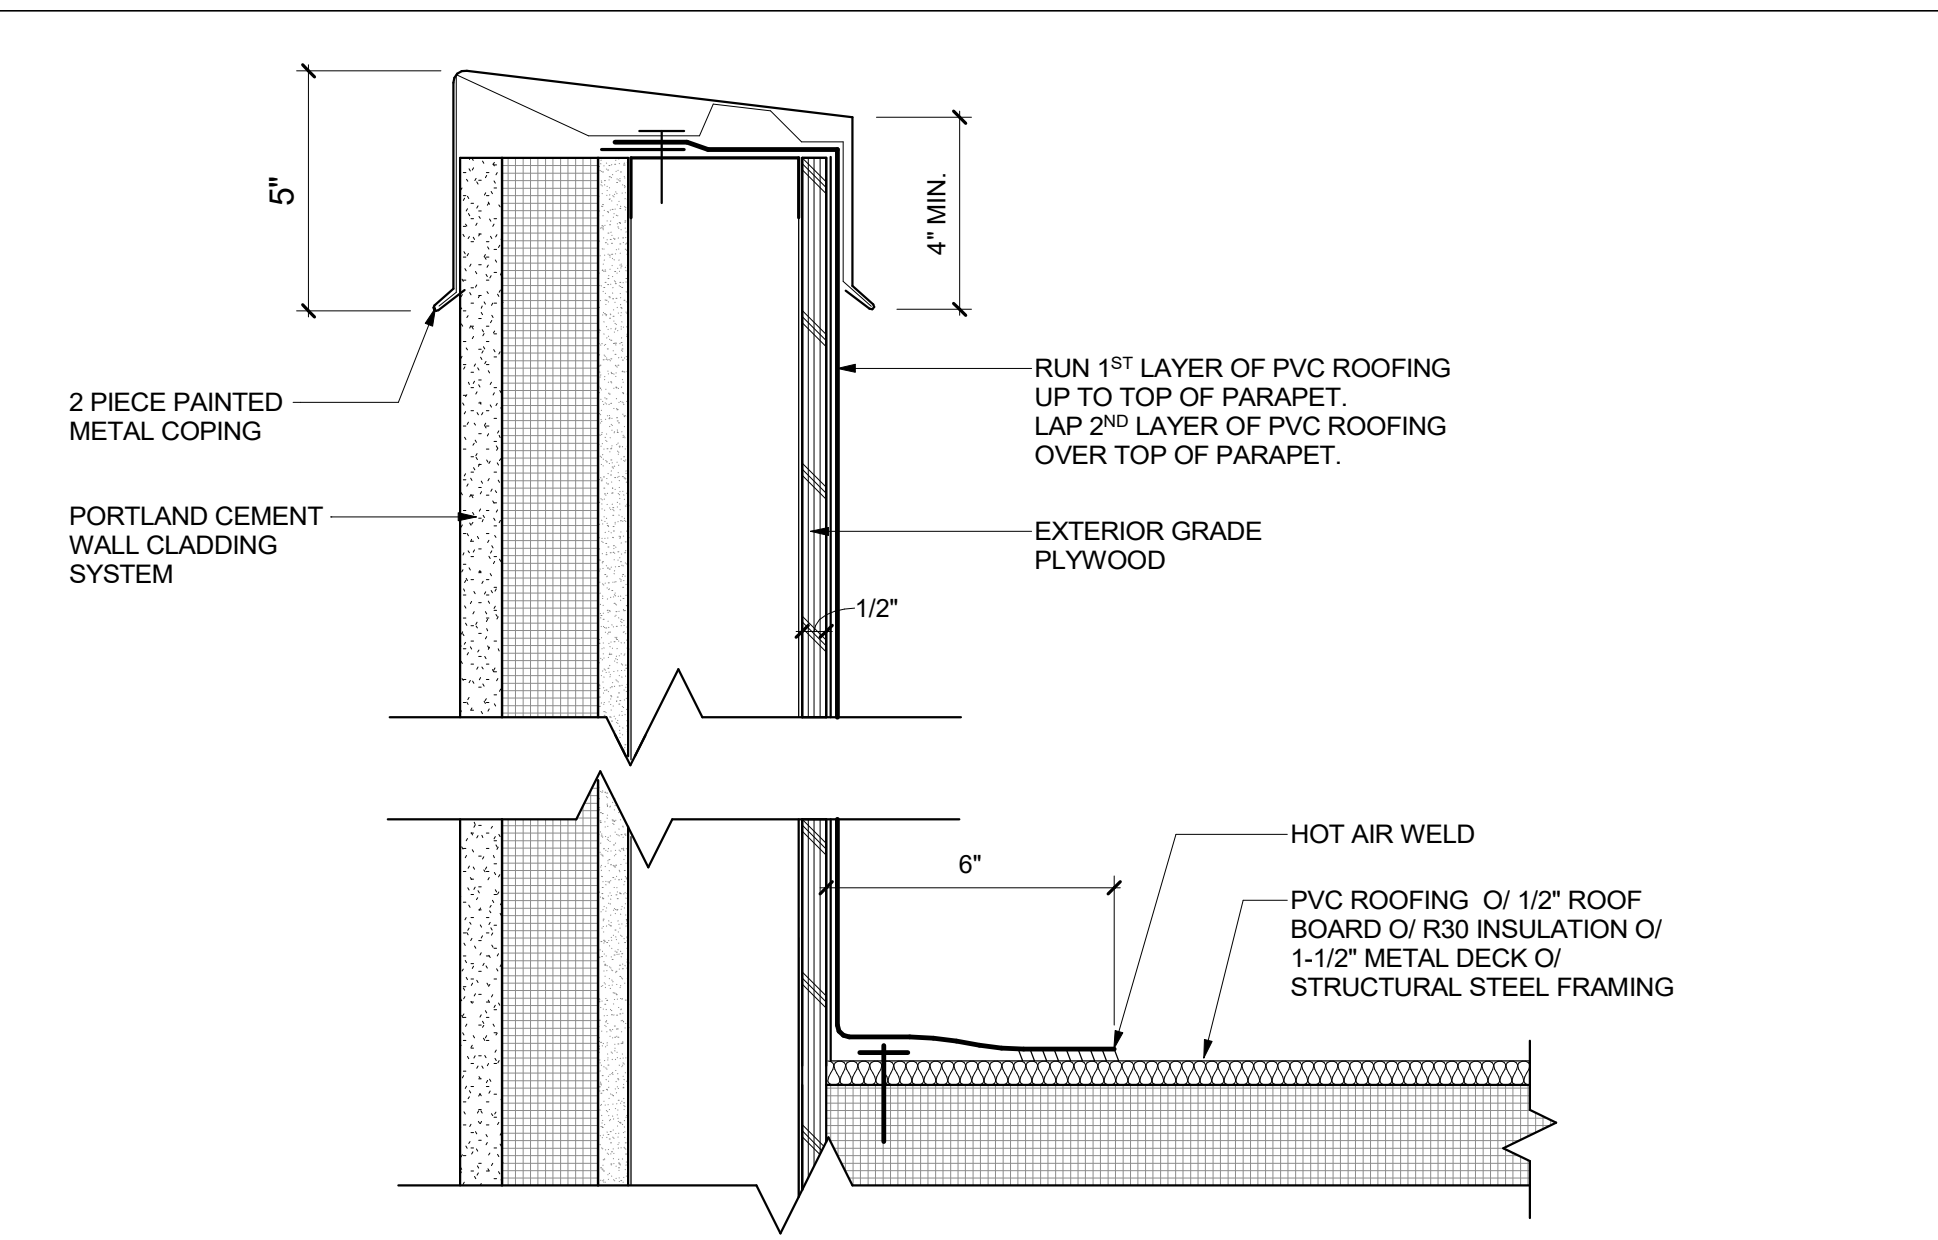 5"
4" MIN.
2 PIECE PAINTED
METAL COPING
PORTLAND CEMENT
WALL CLADDING
SYSTEM
RUN 1ST LAYER OF PVC ROOFING
UP TO TOP OF PARAPET.
LAP 2ND LAYER OF PVC ROOFING
OVER TOP OF PARAPET.
EXTERIOR GRADE
PLYWOOD
1/2"
6"
HOT AIR WELD
PVC ROOFING O/ 1/2" ROOF
BOARD O/ R30 INSULATION O/
1-1/2" METAL DECK O/
STRUCTURAL STEEL FRAMING